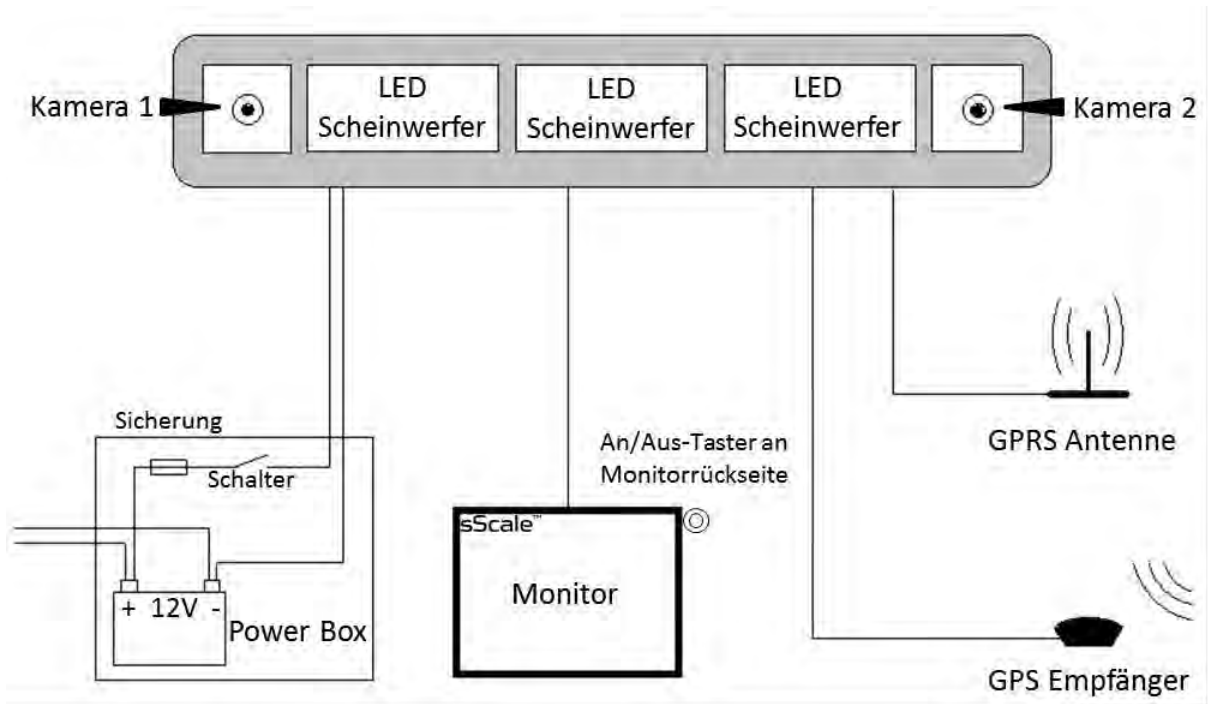 Kamera 1
LED
Scheinwerfer
LED
Scheinwerfer
LED
Scheinwerfer
Kamera 2
GPRS Antenne
Sicherung
Schalter
An/Aus-Taster an
Monitorrückseite
sScale™
Monitor
+ 12V -
Power Box
GPS Empfänger